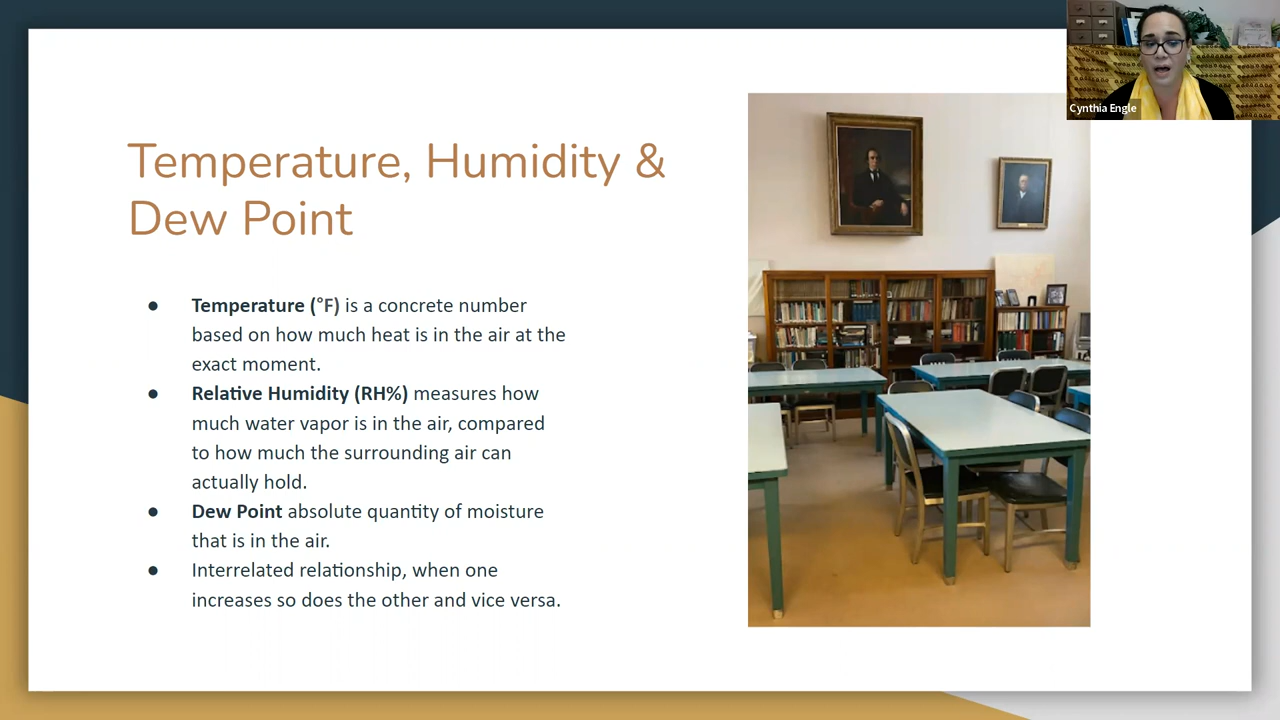 Cynthia Engle
Temperature, Humidity &
Dew Point
● Temperature (°F) is a concrete number
based on how much heat is in the air at the
exact moment.
● Relative Humidity (RH%) measures how
much water vapor is in the air, compared
to how much the surrounding air can
actually hold.
● Dew Point absolute quantity of moisture
that is in the air.
● Interrelated relationship, when one
increases so does the other and vice versa.